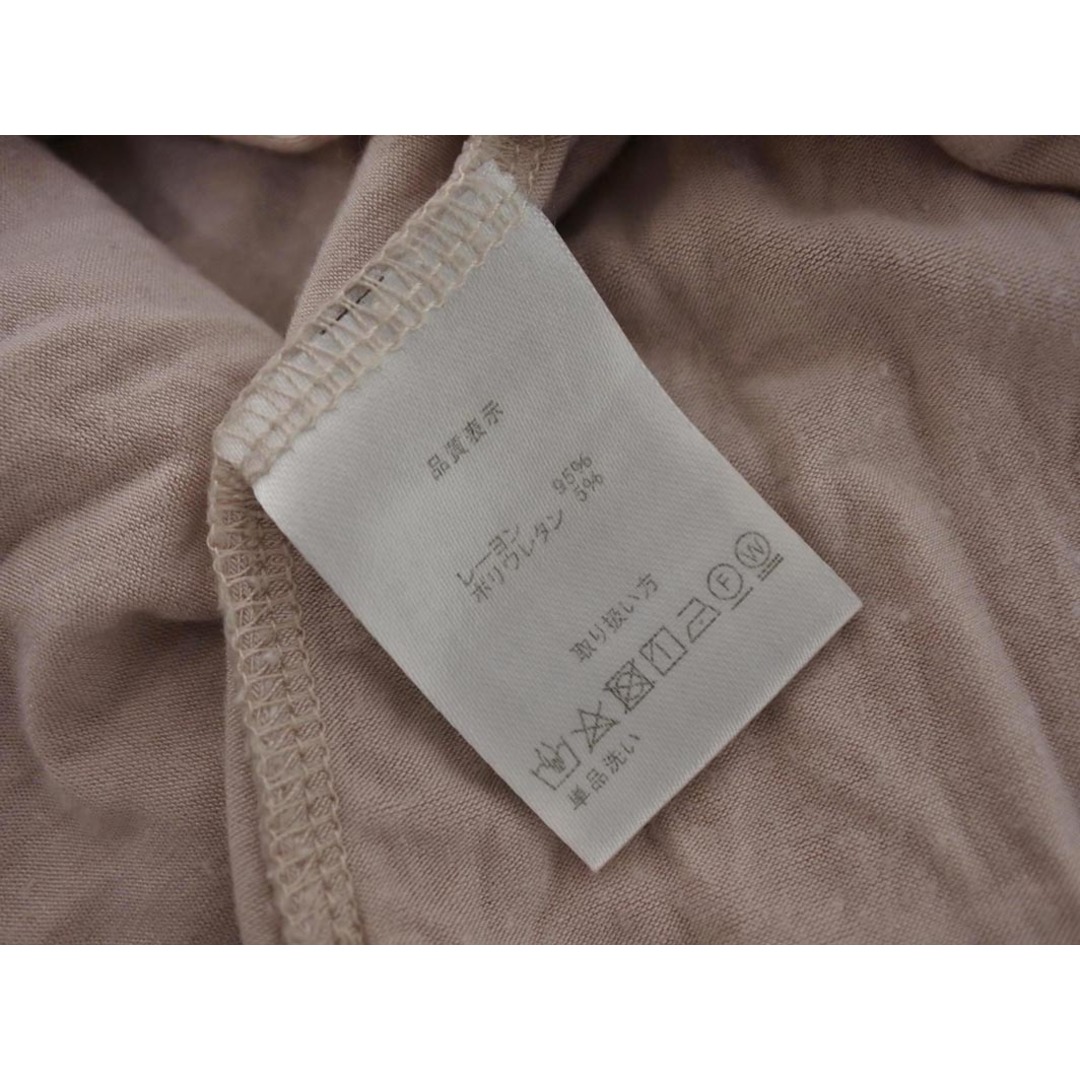 品質表示
レーヨン 95%
ポリウレタン 5%
取り扱い方
F W
単品洗い